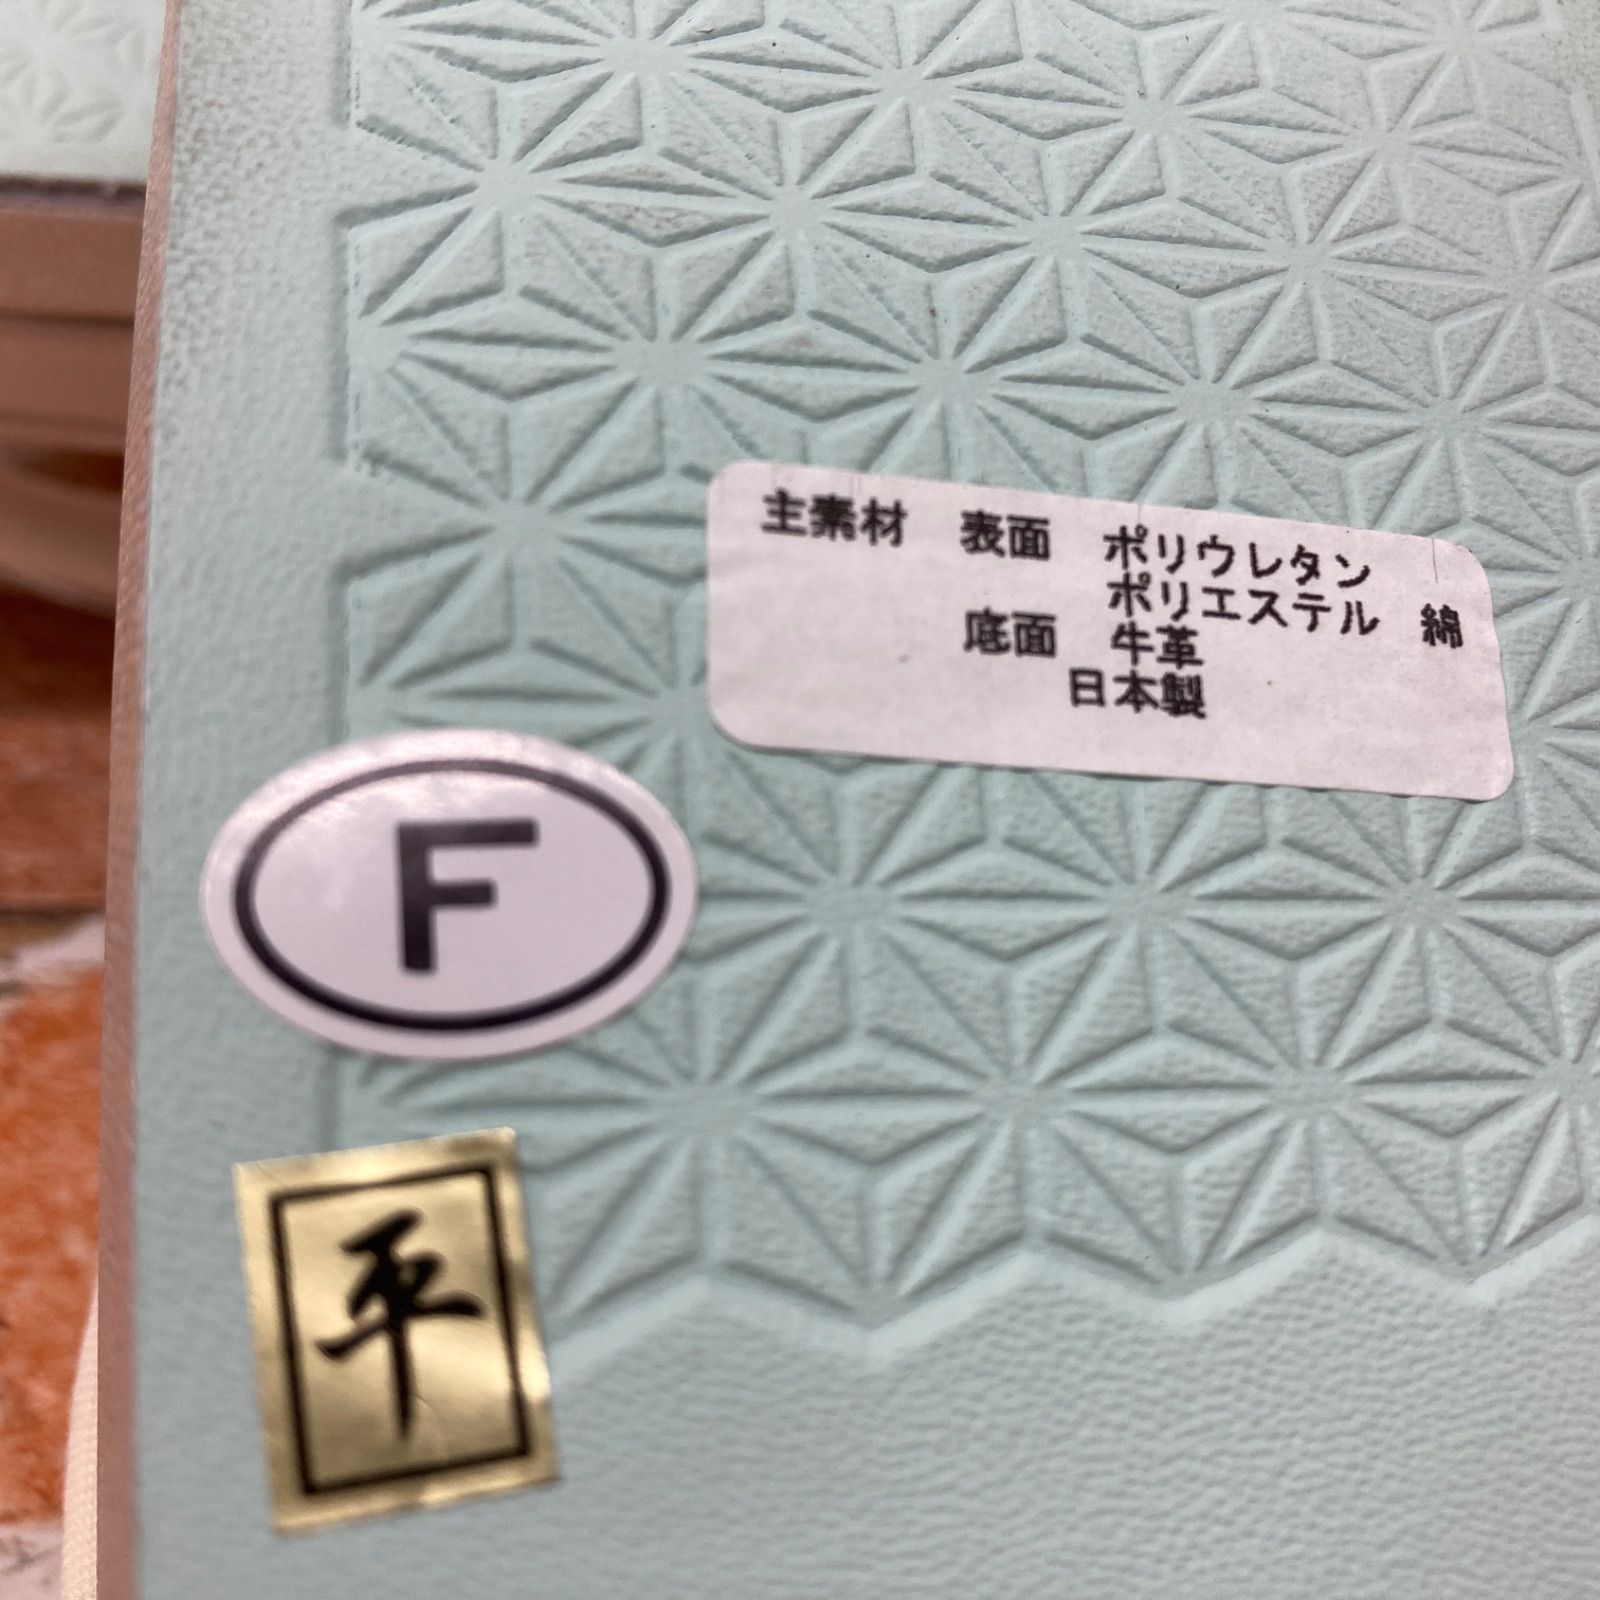 主素材 表面 ポリウレタン
ポリエステル 綿
底面 牛革
日本製
F
平